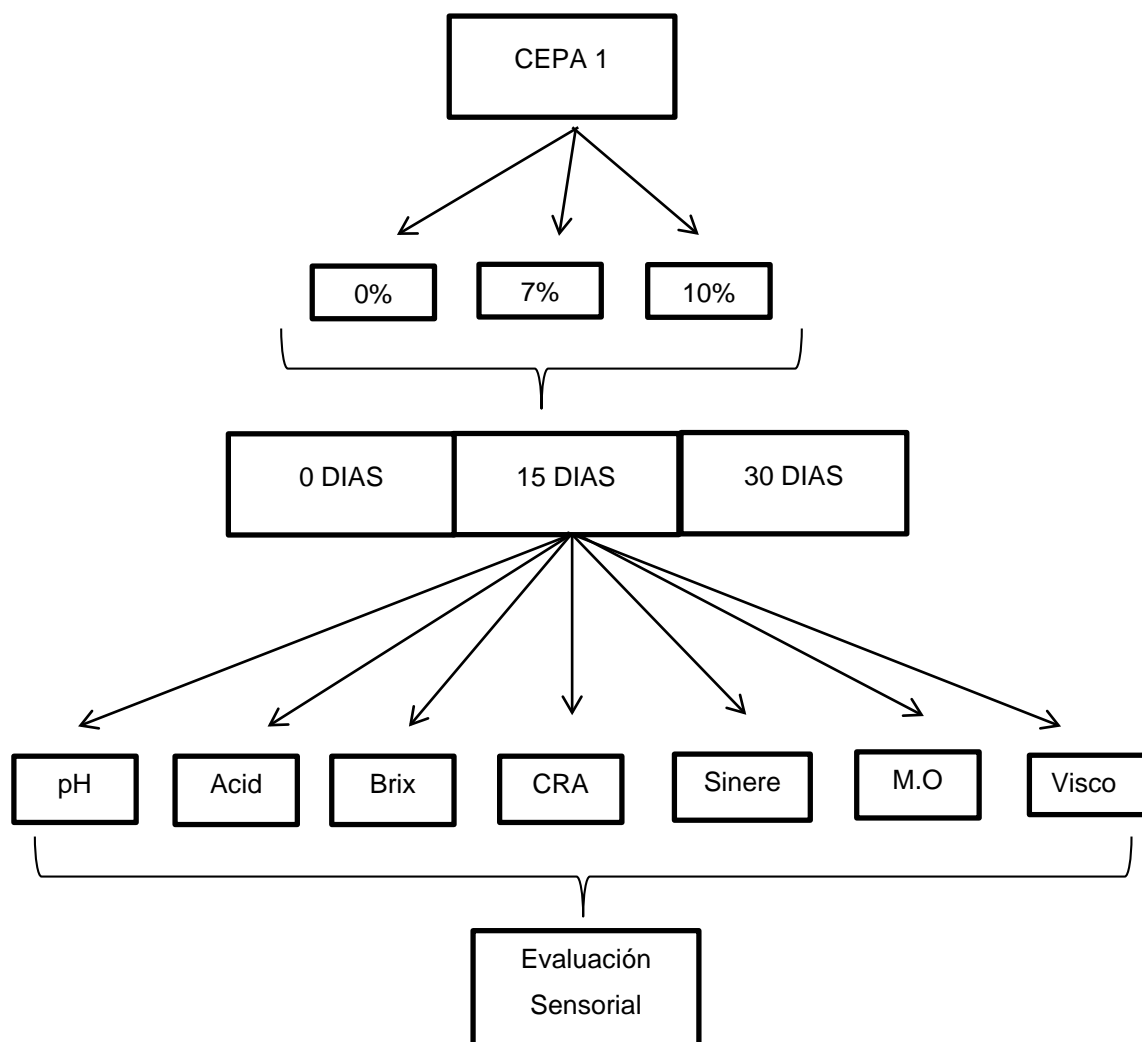 CEPA 1
0%
7%
10%
0 DIAS
15 DIAS
30 DIAS
pH
Acid
Brix
CRA
Sinere
M.O
Visco
Evaluación
Sensorial